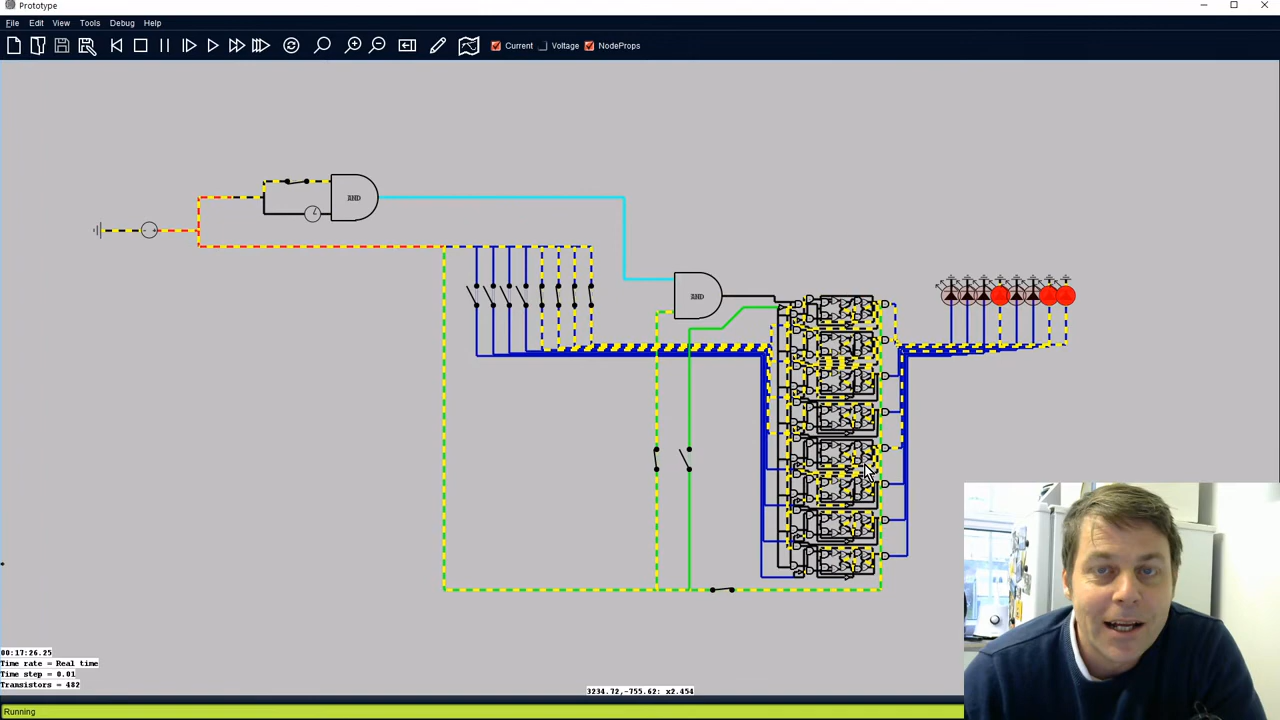 Prototype
File Edit View Tools Debug Help
Current Voltage NodeProps
AND
AND
00:17:26.25
Time rate = Real time
Time step = 0.01
Transistors = 482
3234.72,-755.62: x2.454
Running